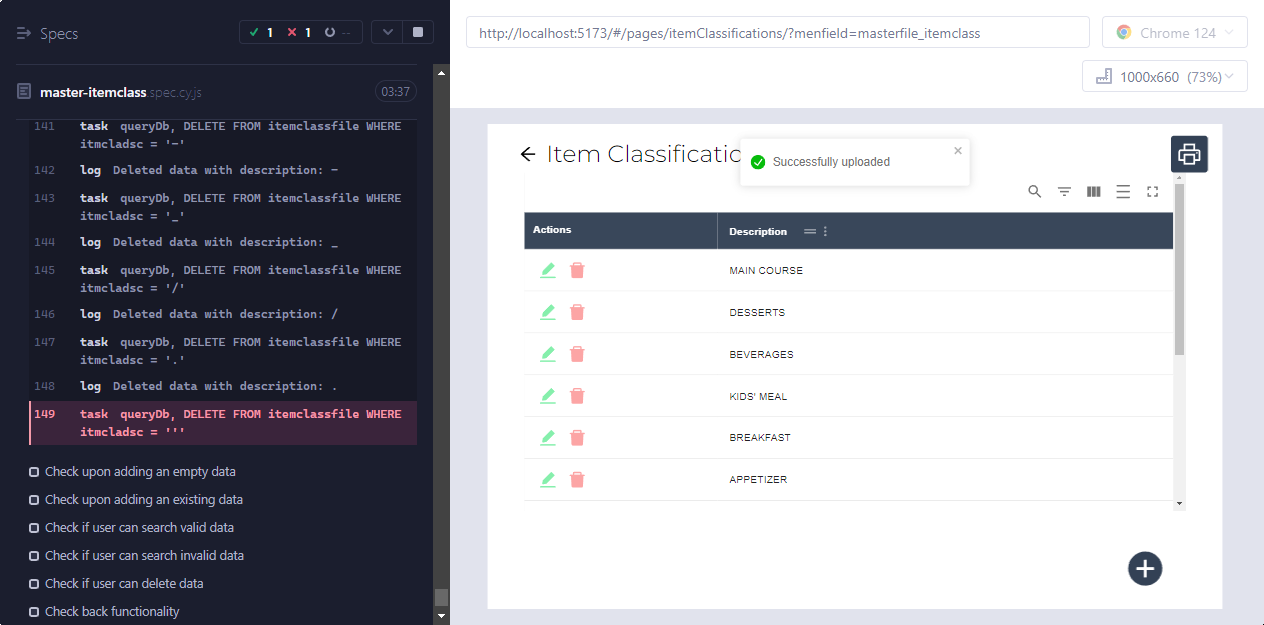 Specs
1
1
--
master-itemclass.spec.cy.js
03:37
141 task queryDb, DELETE FROM itemclassfile WHERE
itmcladsc = '-'
142 log Deleted data with description: -
143 task queryDb, DELETE FROM itemclassfile WHERE
itmcladsc = '_'
144 log Deleted data with description: _
145 task queryDb, DELETE FROM itemclassfile WHERE
itmcladsc = '/'
146 log Deleted data with description: /
147 task queryDb, DELETE FROM itemclassfile WHERE
itmcladsc = '.'
148 log Deleted data with description: .
149 task queryDb, DELETE FROM itemclassfile WHERE
itmcladsc = '''
Check upon adding an empty data
Check upon adding an existing data
Check if user can search valid data
Check if user can search invalid data
Check if user can delete data
Check back functionality
http://localhost:5173/#/pages/itemClassifications/?menfield=masterfile_itemclass
Chrome 124
1000x660 (73%)
Item Classificatio
Successfully uploaded
Actions
Description
MAIN COURSE
DESSERTS
BEVERAGES
KIDS' MEAL
BREAKFAST
APPETIZER